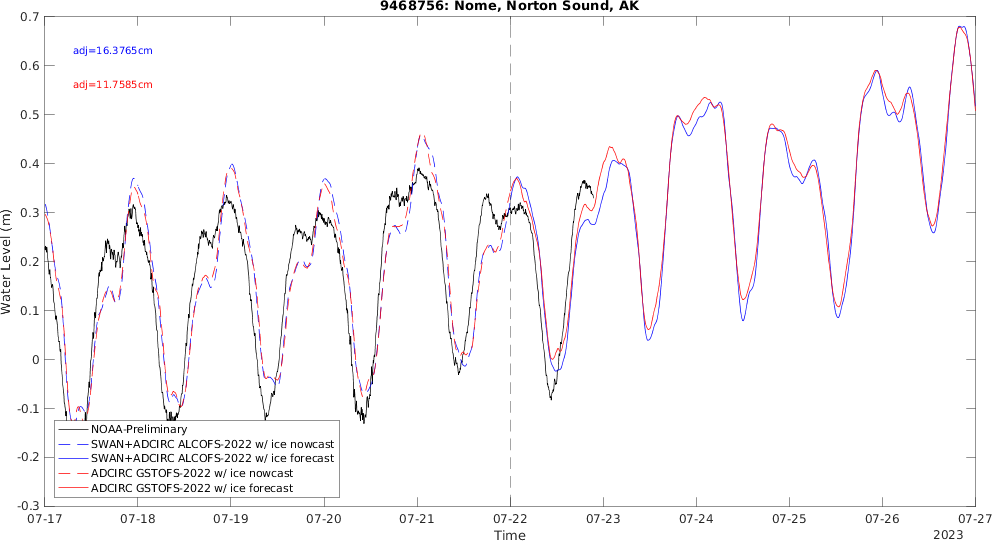 9468756: Nome, Norton Sound, AK
adj=16.3765cm
adj=11.7585cm
Water Level (m)
0.7
0.6
0.5
0.4
0.3
0.2
0.1
0
-0.1
-0.2
-0.3
NOAA-Preliminary
SWAN+ADCIRC ALCOFS-2022 w/ ice nowcast
SWAN+ADCIRC ALCOFS-2022 w/ ice forecast
ADCIRC GSTOFS-2022 w/ ice nowcast
ADCIRC GSTOFS-2022 w/ ice forecast
07-17 07-18 07-19 07-20 07-21 07-22 07-23 07-24 07-25 07-26 07-27
Time
2023